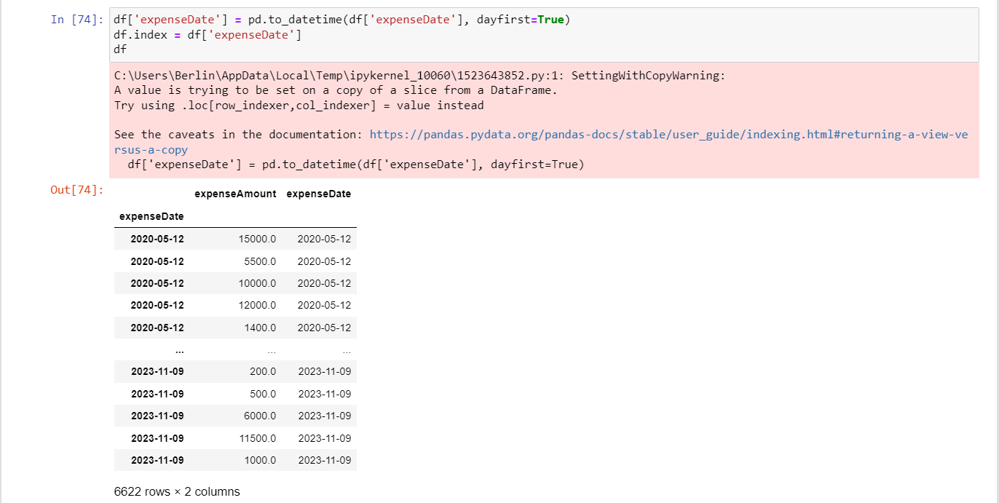 In [74]: df['expenseDate'] = pd.to_datetime(df['expenseDate'], dayfirst=True)
df.index = df['expenseDate']
df
C:\Users\Berlin\AppData\Local\Temp\ipykernel_10060\1523643852.py:1: SettingWithCopyWarning:
A value is trying to be set on a copy of a slice from a DataFrame.
Try using .loc[row_indexer,col_indexer] = value instead
See the caveats in the documentation: https://pandas.pydata.org/pandas-docs/stable/user_guide/indexing.html#returning-a-view-ve
rsus-a-copy
df['expenseDate'] = pd.to_datetime(df['expenseDate'], dayfirst=True)
Out[74]: expenseAmount expenseDate
expenseDate
2020-05-12 15000.0 2020-05-12
2020-05-12 5500.0 2020-05-12
2020-05-12 10000.0 2020-05-12
2020-05-12 12000.0 2020-05-12
2020-05-12 1400.0 2020-05-12
... ... ...
2023-11-09 200.0 2023-11-09
2023-11-09 500.0 2023-11-09
2023-11-09 6000.0 2023-11-09
2023-11-09 11500.0 2023-11-09
2023-11-09 1000.0 2023-11-09
6622 rows × 2 columns